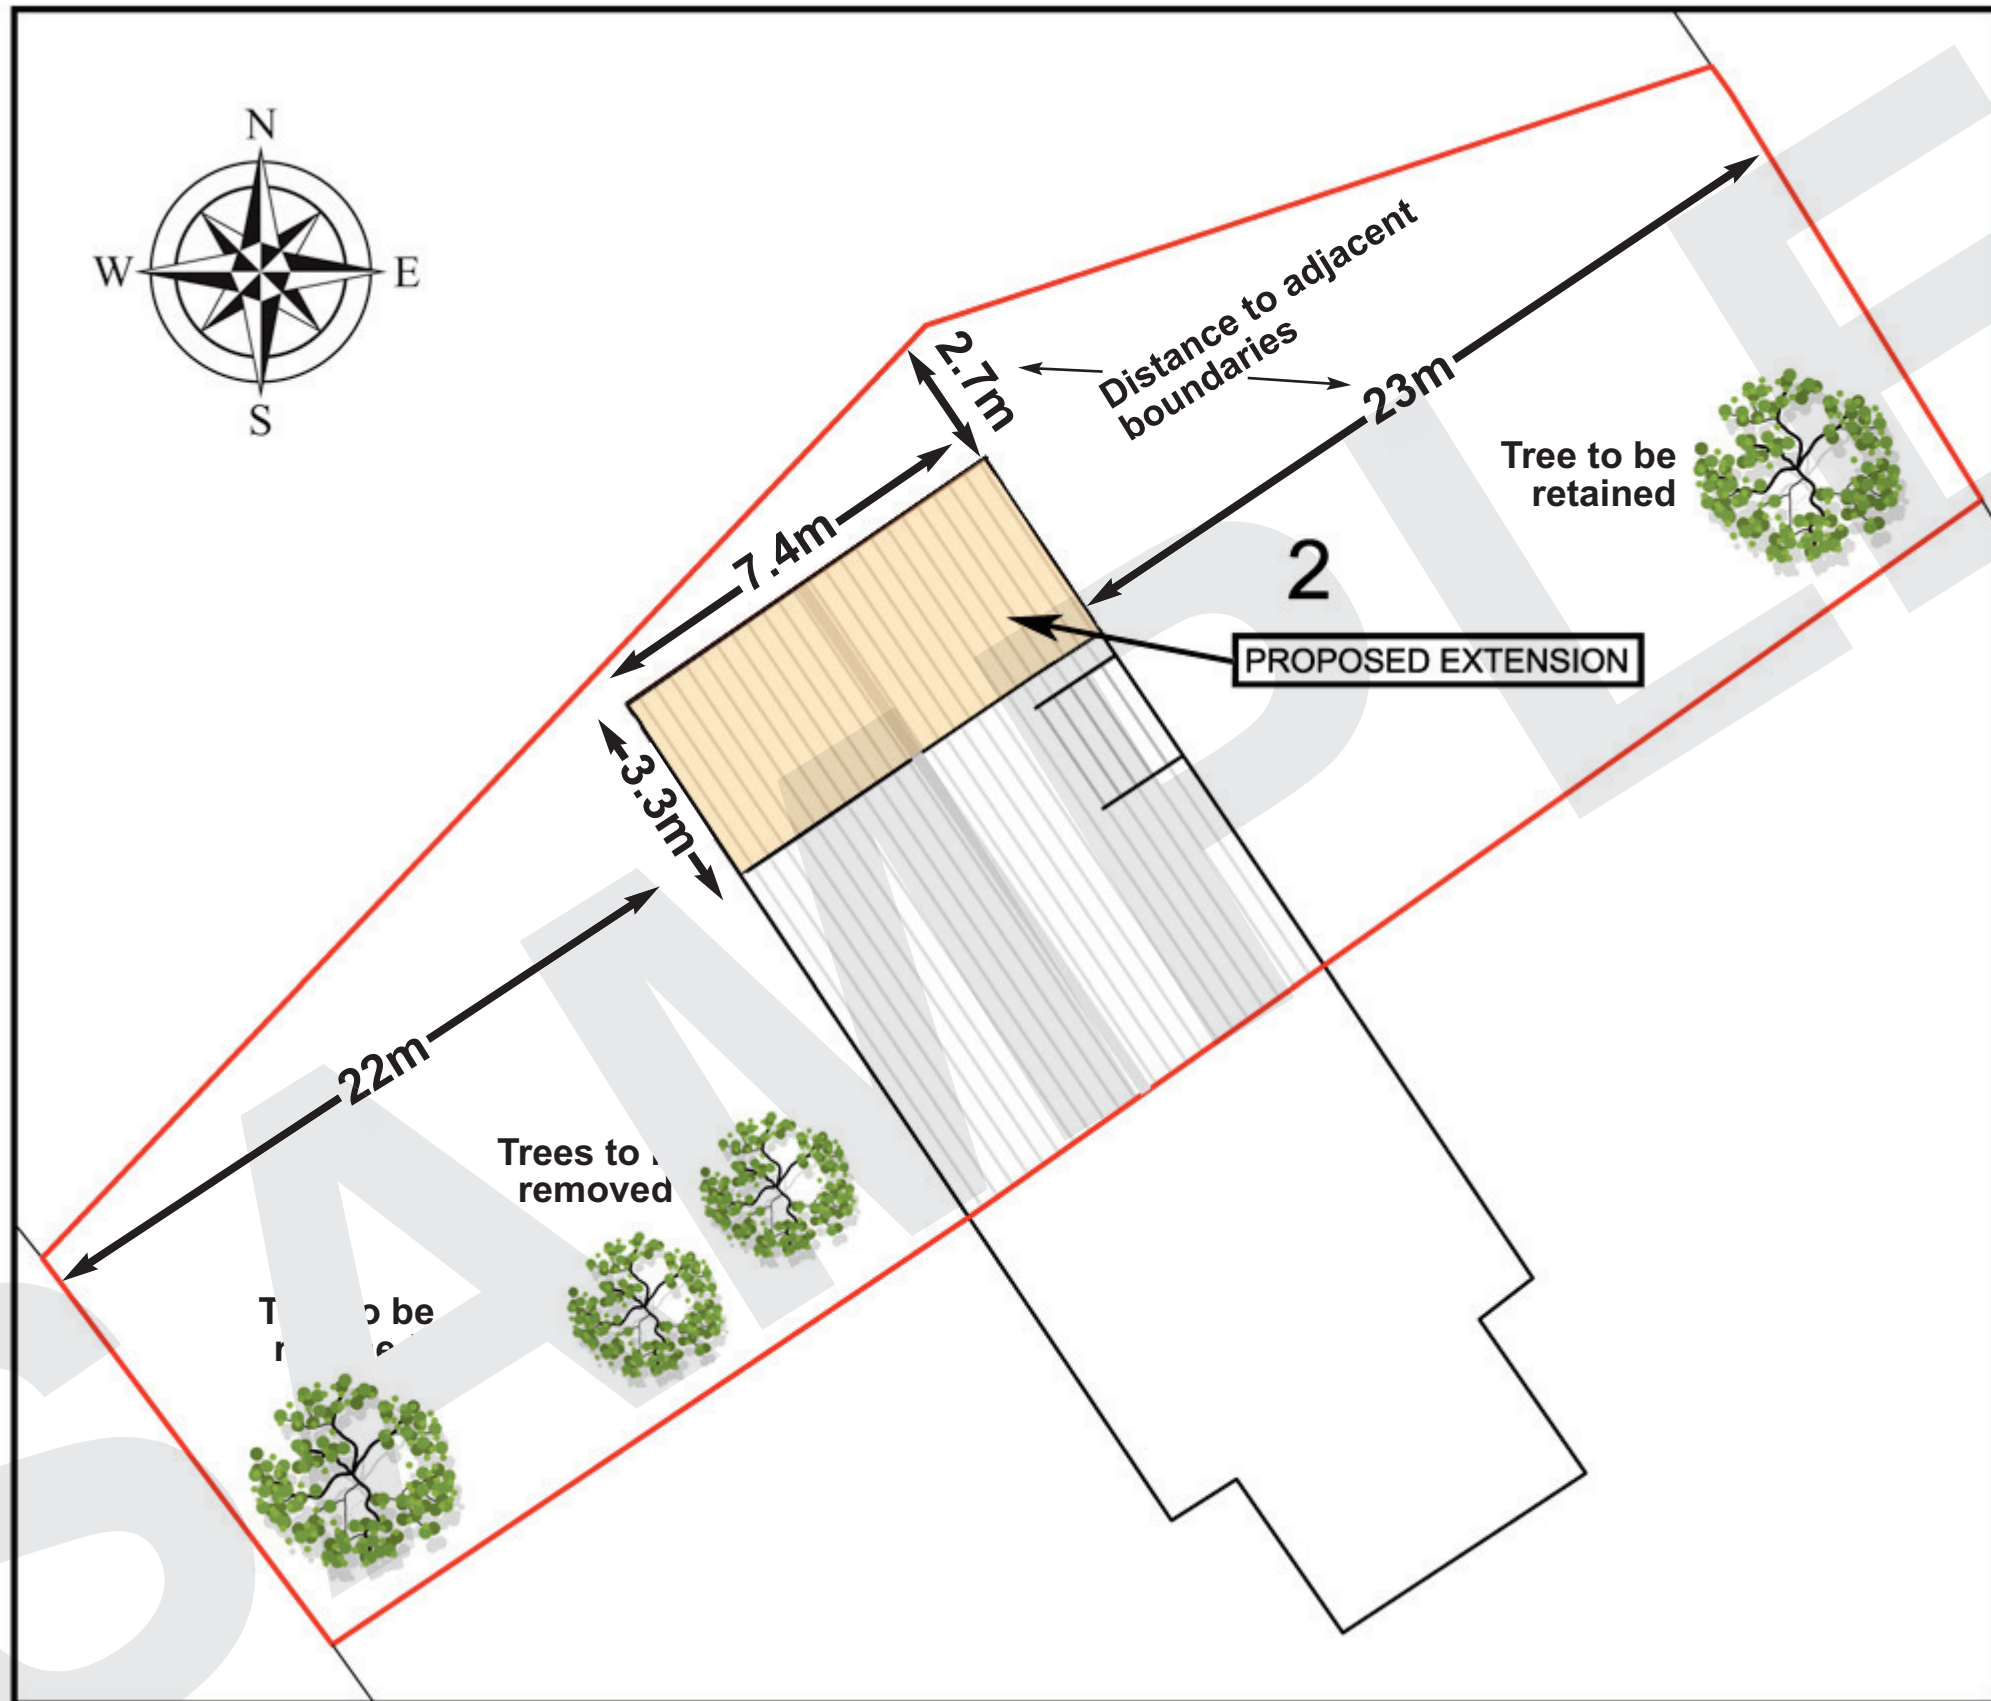 N
W
E
S
2.7m
Distance to adjacent
boundaries
23m
Tree to be
retained
7.4m
2
PROPOSED EXTENSION
3.3m
22m
Trees to
removed
be
SAMPLE